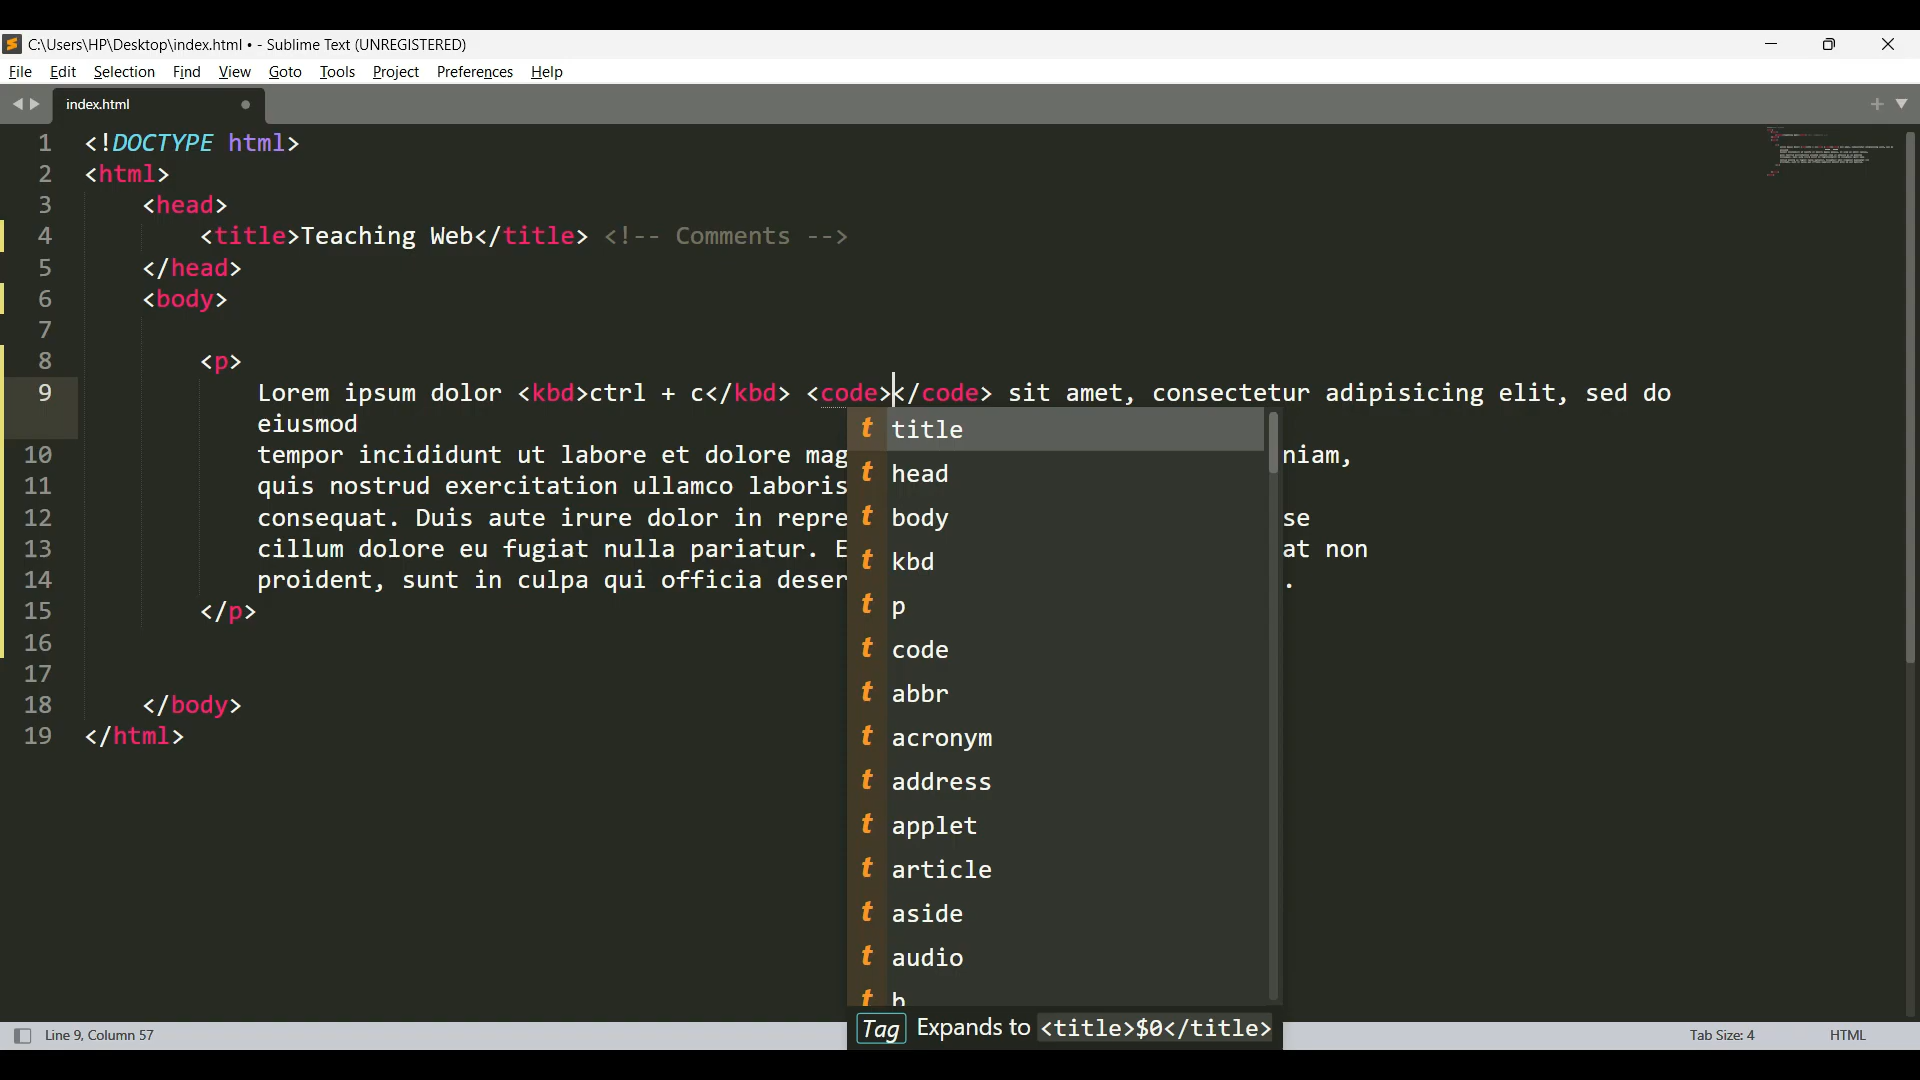 C:\Users\HP\Desktop\index.html • - Sublime Text (UNREGISTERED)
File Edit Selection Find View Goto Tools Project Preferences Help
index.html
1 <!DOCTYPE html>
2 <html>
3 <head>
4 <title>Teaching Web</title> <!-- Comments -->
5 </head>
6 <body>
7
8 <p>
9 Lorem ipsum dolor <kbd>ctrl + c</kbd> <code></code> sit amet, consectetur adipisicing elit, sed do
eiusmod
10 tempor incididunt ut labore et dolore mag niam,
11 quis nostrud exercitation ullamco laboris
12 consequat. Duis aute irure dolor in repre se
13 cillum dolore eu fugiat nulla pariatur. E at non
14 proident, sunt in culpa qui officia deser .
15 </p>
16
17
18 </body>
19 </html>
t title
t head
t body
t kbd
t p
t code
t abbr
t acronym
t address
t applet
t article
t aside
t audio
t b
Tag Expands to <title>$0</title>
Line 9, Column 57
Tab Size: 4
HTML